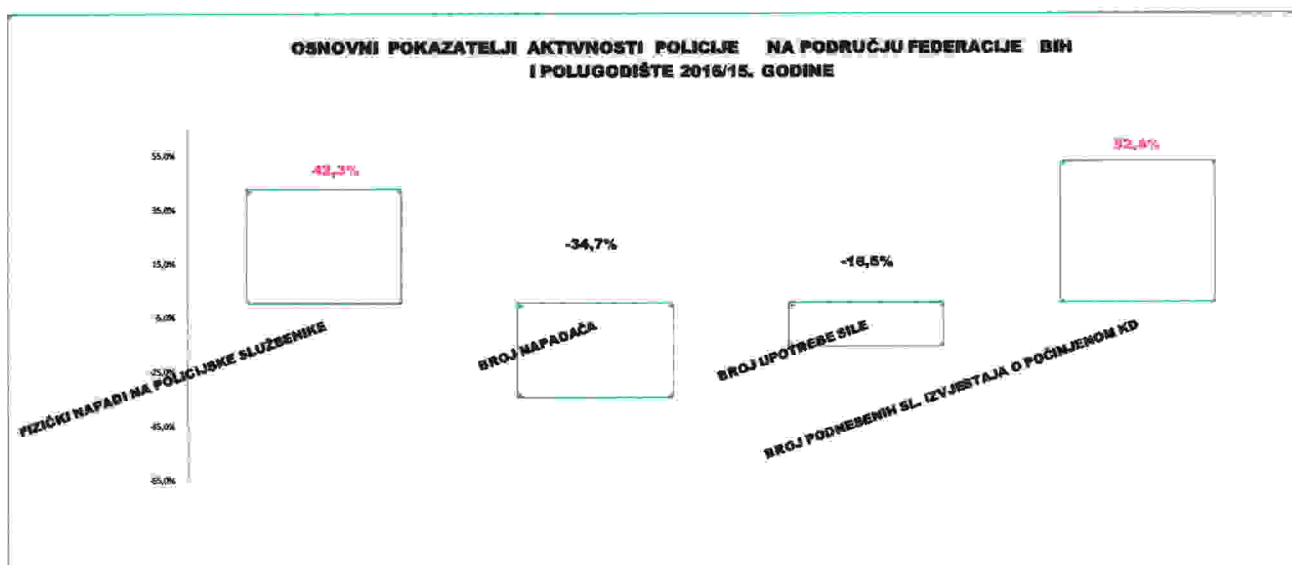 OSNOVNI POKAZATELJI AKTIVNOSTI POLICIJE NA PODRUČJU FEDERACIJE BIH
I POLUGODIŠTE 2016/15. GODINE
55,0%
35,0%
15,0%
-5,0%
-25,0%
-45,0%
-65,0%
42,3%
-34,7%
-16,5%
52,4%
FIZIČKI NAPADI NA POLICIJSKE SLUŽBENIKE
BROJ NAPADAČA
BROJ UPOTREBE SILE
BROJ PODNESENIH SL. IZVJEŠTAJA O POČINJENOM KD